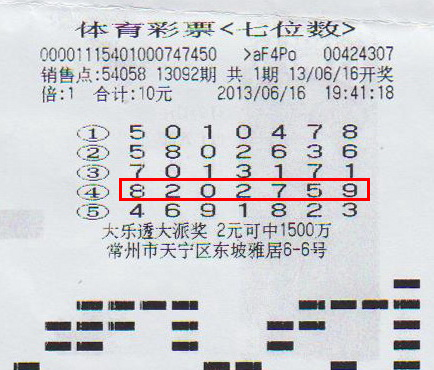 体育彩票<七位数>
00001115401000747450 >aF4Po 00424307
销售点:54058 13092期 共 1期 13/06/16开奖
倍:1 合计:10元 2013/06/16 19:41:18
① 5 0 1 0 4 7 8
② 5 8 0 2 6 3 6
③ 7 0 1 3 1 7 1
④ 8 2 0 2 7 5 9
⑤ 4 6 9 1 8 2 3
大乐透大派奖 2元可中1500万
常州市天宁区东坡雅居6-6号